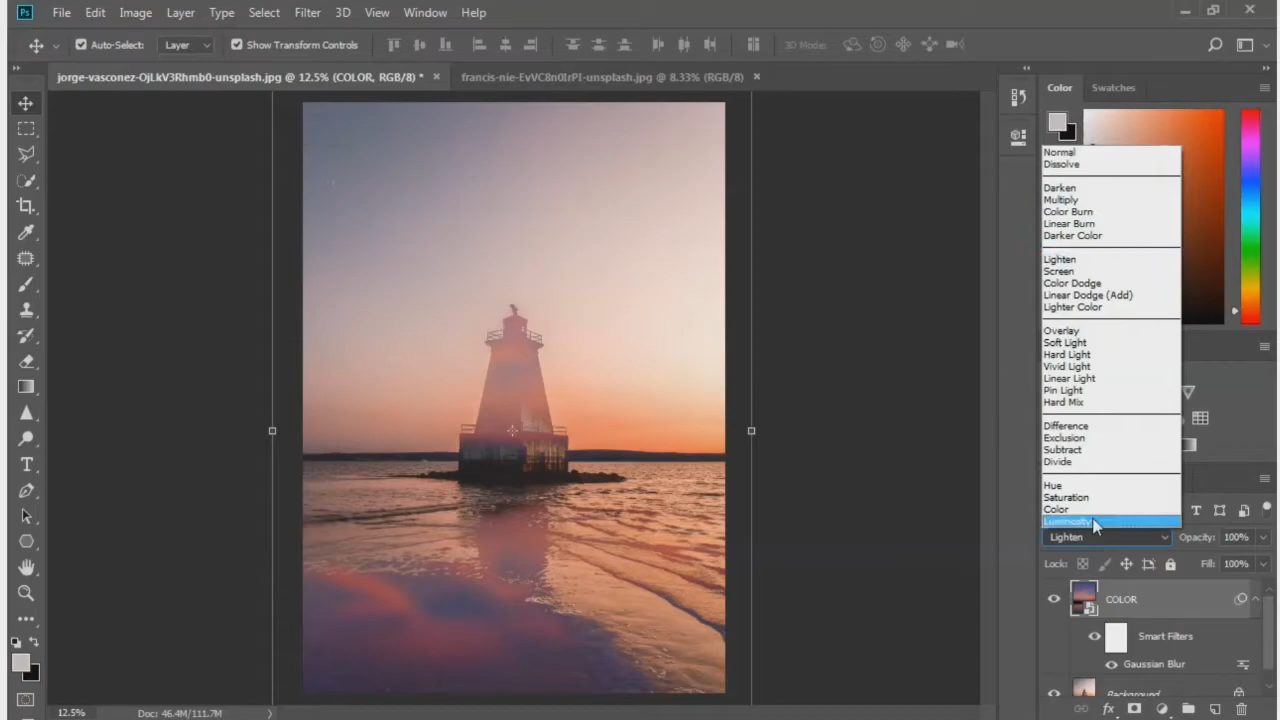 Ps File Edit Image Layer Type Select Filter 3D View Window Help
Auto-Select: Layer Show Transform Controls 3D Mode:
jorge-vasconez-OjLkV3Rhmb0-unsplash.jpg @ 12.5% (COLOR, RGB/8) * francis-nie-EvVC8n0IrPI-unsplash.jpg @ 8.33% (RGB/8)
Color Swatches
Normal
Dissolve
Darken
Multiply
Color Burn
Linear Burn
Darker Color
Lighten
Screen
Color Dodge
Linear Dodge (Add)
Lighter Color
Overlay
Soft Light
Hard Light
Vivid Light
Linear Light
Pin Light
Hard Mix
Difference
Exclusion
Subtract
Divide
Hue
Saturation
Color
Luminosity
Lighten Opacity: 100%
Lock: Fill: 100%
COLOR
Smart Filters
Gaussian Blur
Background
12.5% Doc: 46.4M/111.7M